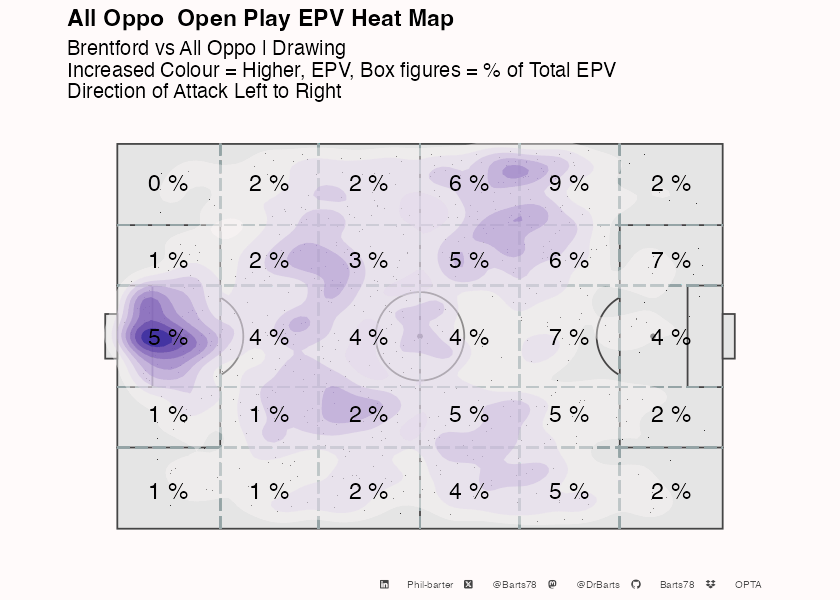 All Oppo  Open Play EPV Heat Map
Brentford vs All Oppo | Drawing
Increased Colour = Higher, EPV, Box figures = % of Total EPV
Direction of Attack Left to Right
0 % 2 % 2 % 6 % 9 % 2 %
1 % 2 % 3 % 5 % 6 % 7 %
5 % 4 % 4 % 4 % 7 % 4 %
1 % 1 % 2 % 5 % 5 % 2 %
1 % 1 % 2 % 4 % 5 % 2 %
Phil-barter @Barts78 @DrBarts Barts78 OPTA